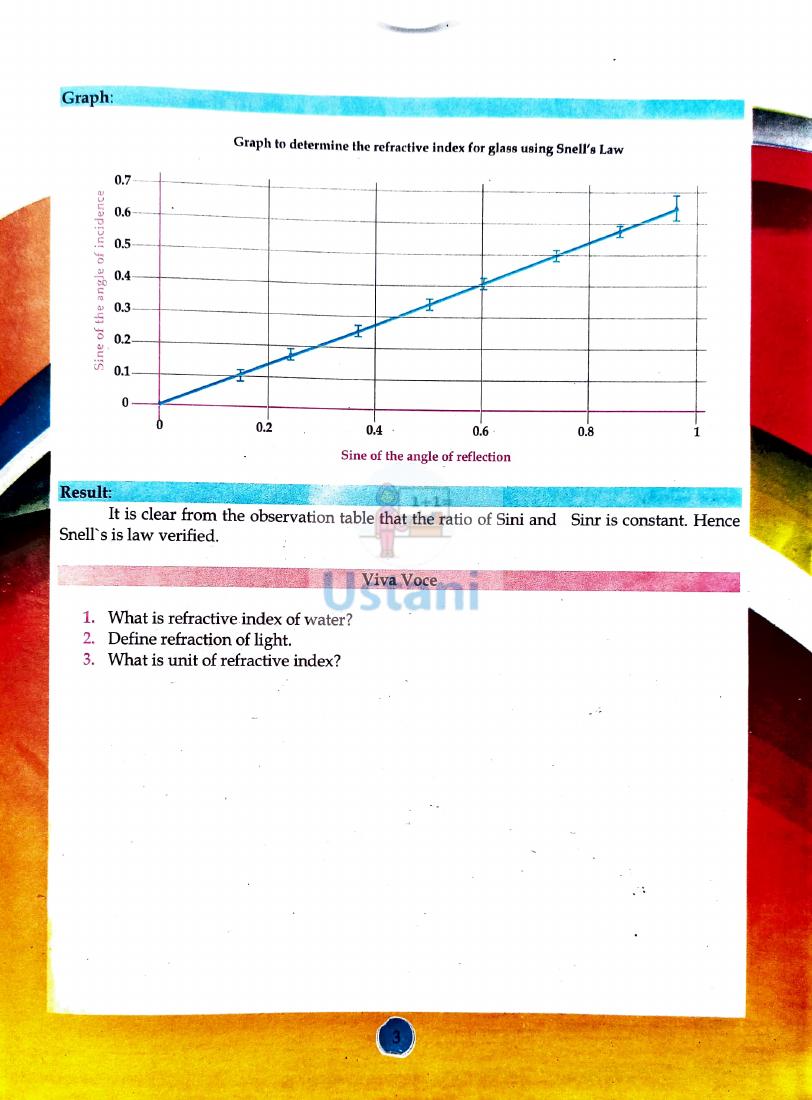 Graph:
Graph to determine the refractive index for glass using Snell's Law
Sine of the angle of incidence
0.7
0.6
0.5
0.4
0.3
0.2
0.1
0
0 0.2 0.4 0.6 0.8 1
Sine of the angle of reflection
Result:
It is clear from the observation table that the ratio of Sini and Sinr is constant. Hence
Snell`s is law verified.
1+1=
Viva Voce
Ustani
1. What is refractive index of water?
2. Define refraction of light.
3. What is unit of refractive index?
3